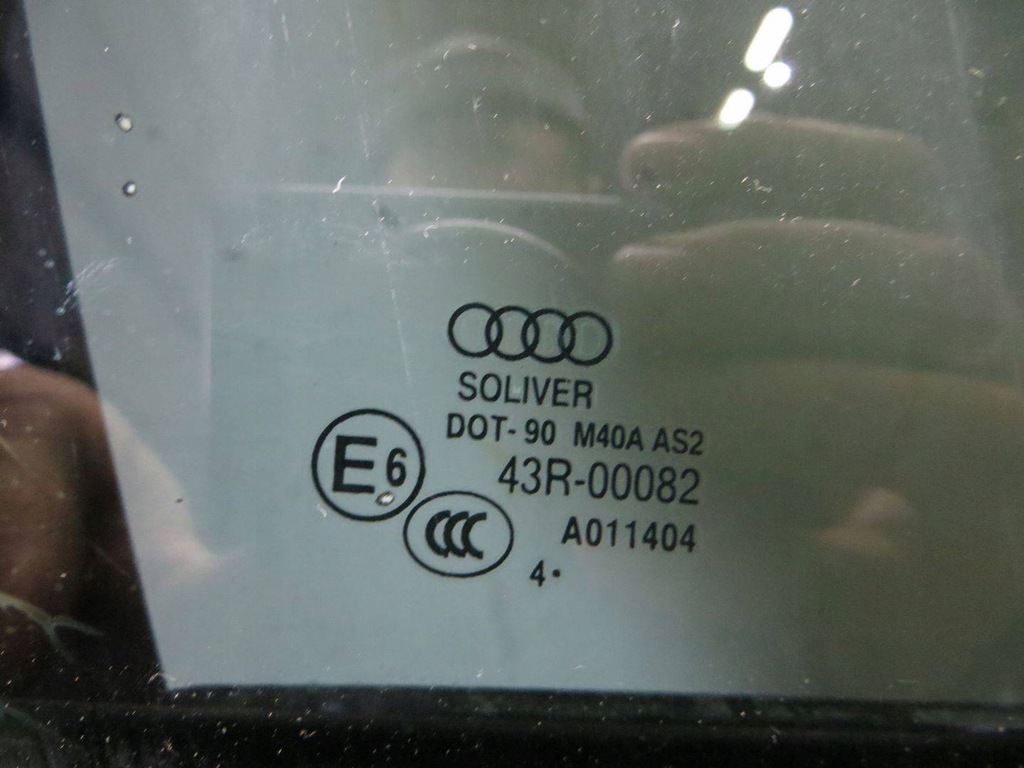 SOLIVER
DOT-90 M40A AS2
E6 43R-00082
CCC A011404
4·